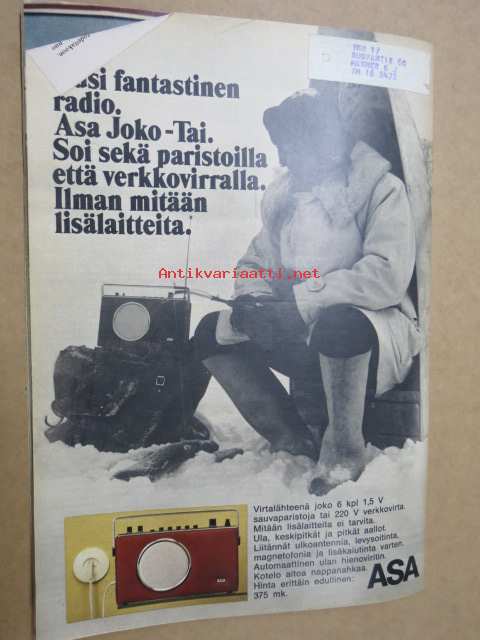 usi fantastinen
radio.
Asa Joko-Tai.
Soi sekä paristoilla
että verkkovirralla.
Ilman mitään
lisälaitteita.
Antikvariaatti.net
Virtalähteenä joko 6 kpl 1,5 V
sauvaparistoja tai 220 V verkkovirta.
Mitään lisälaitteita ei tarvita.
Ula, keskipitkät ja pitkät aallot.
Liitännät ulkoantennia, levysoitinta,
magnetofonia ja lisäkaiutinta varten.
Automaattinen ulan hienoviritin.
Kotelo aitoa nappanahkaa.
Hinta erittäin edullinen:
375 mk.
ASA